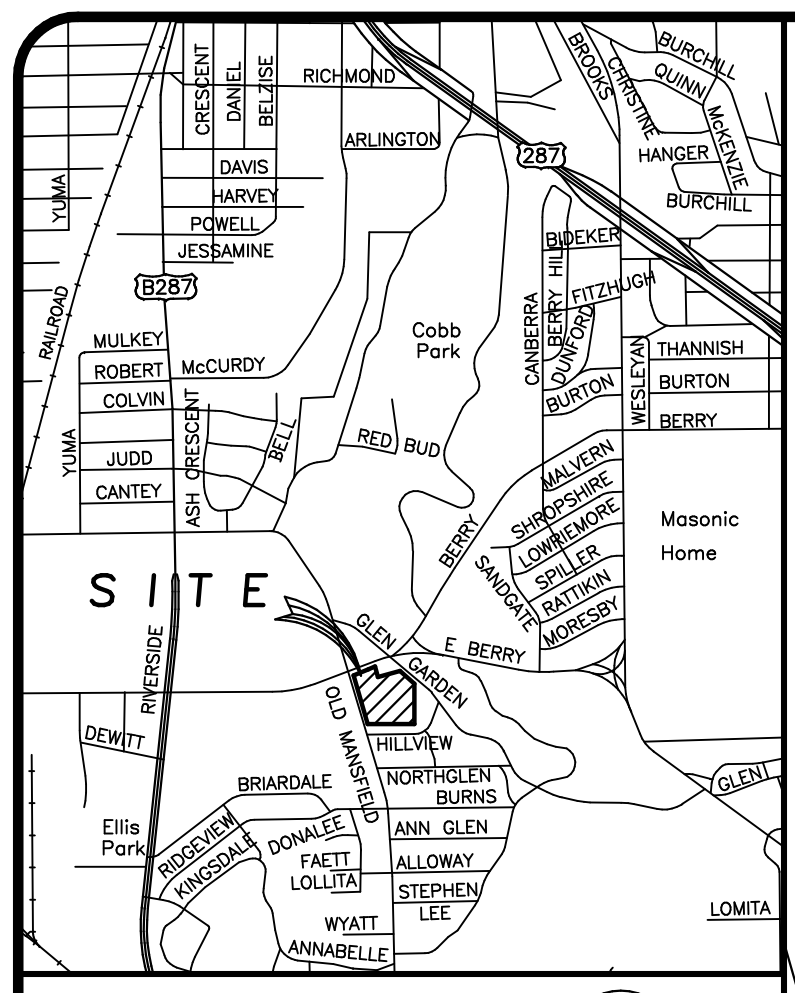 BURCHILL
BROOKS
CHRISTINE
QUINN
McKENZIE
CRESCENT
DANIEL
BELZISE
RICHMOND
ARLINGTON
287
HANGER
BURCHILL
DAVIS
YUMA
HARVEY
POWELL
JESSAMINE
BIDEKER
B287
RAILROAD
CANBERRA
BERRY HILL
FITZHUGH
DUNFORD
Cobb
Park
MULKEY
ROBERT
McCURDY
COLVIN
WESLEYAN
THANNISH
BURTON
BURTON
BERRY
YUMA
JUDD
CANTEY
ASH CRESCENT
BELL
RED BUD
MALVERN
SHROPSHIRE
LOWRIEMORE
SPILLER
RATTIKIN
MORESBY
SANDGATE
BERRY
Masonic
Home
SITE
GLEN GARDEN
E BERRY
RIVERSIDE
OLD MANSFIELD
DEWITT
HILLVIEW
NORTHGLEN
BURNS
GLEN
BRIARDALE
Ellis
Park
RIDGEVIEW
KINGSDALE
DONALEE
ANN GLEN
FAETT
LOLLITA
ALLOWAY
STEPHEN
LEE
LOMITA
WYATT
ANNABELLE